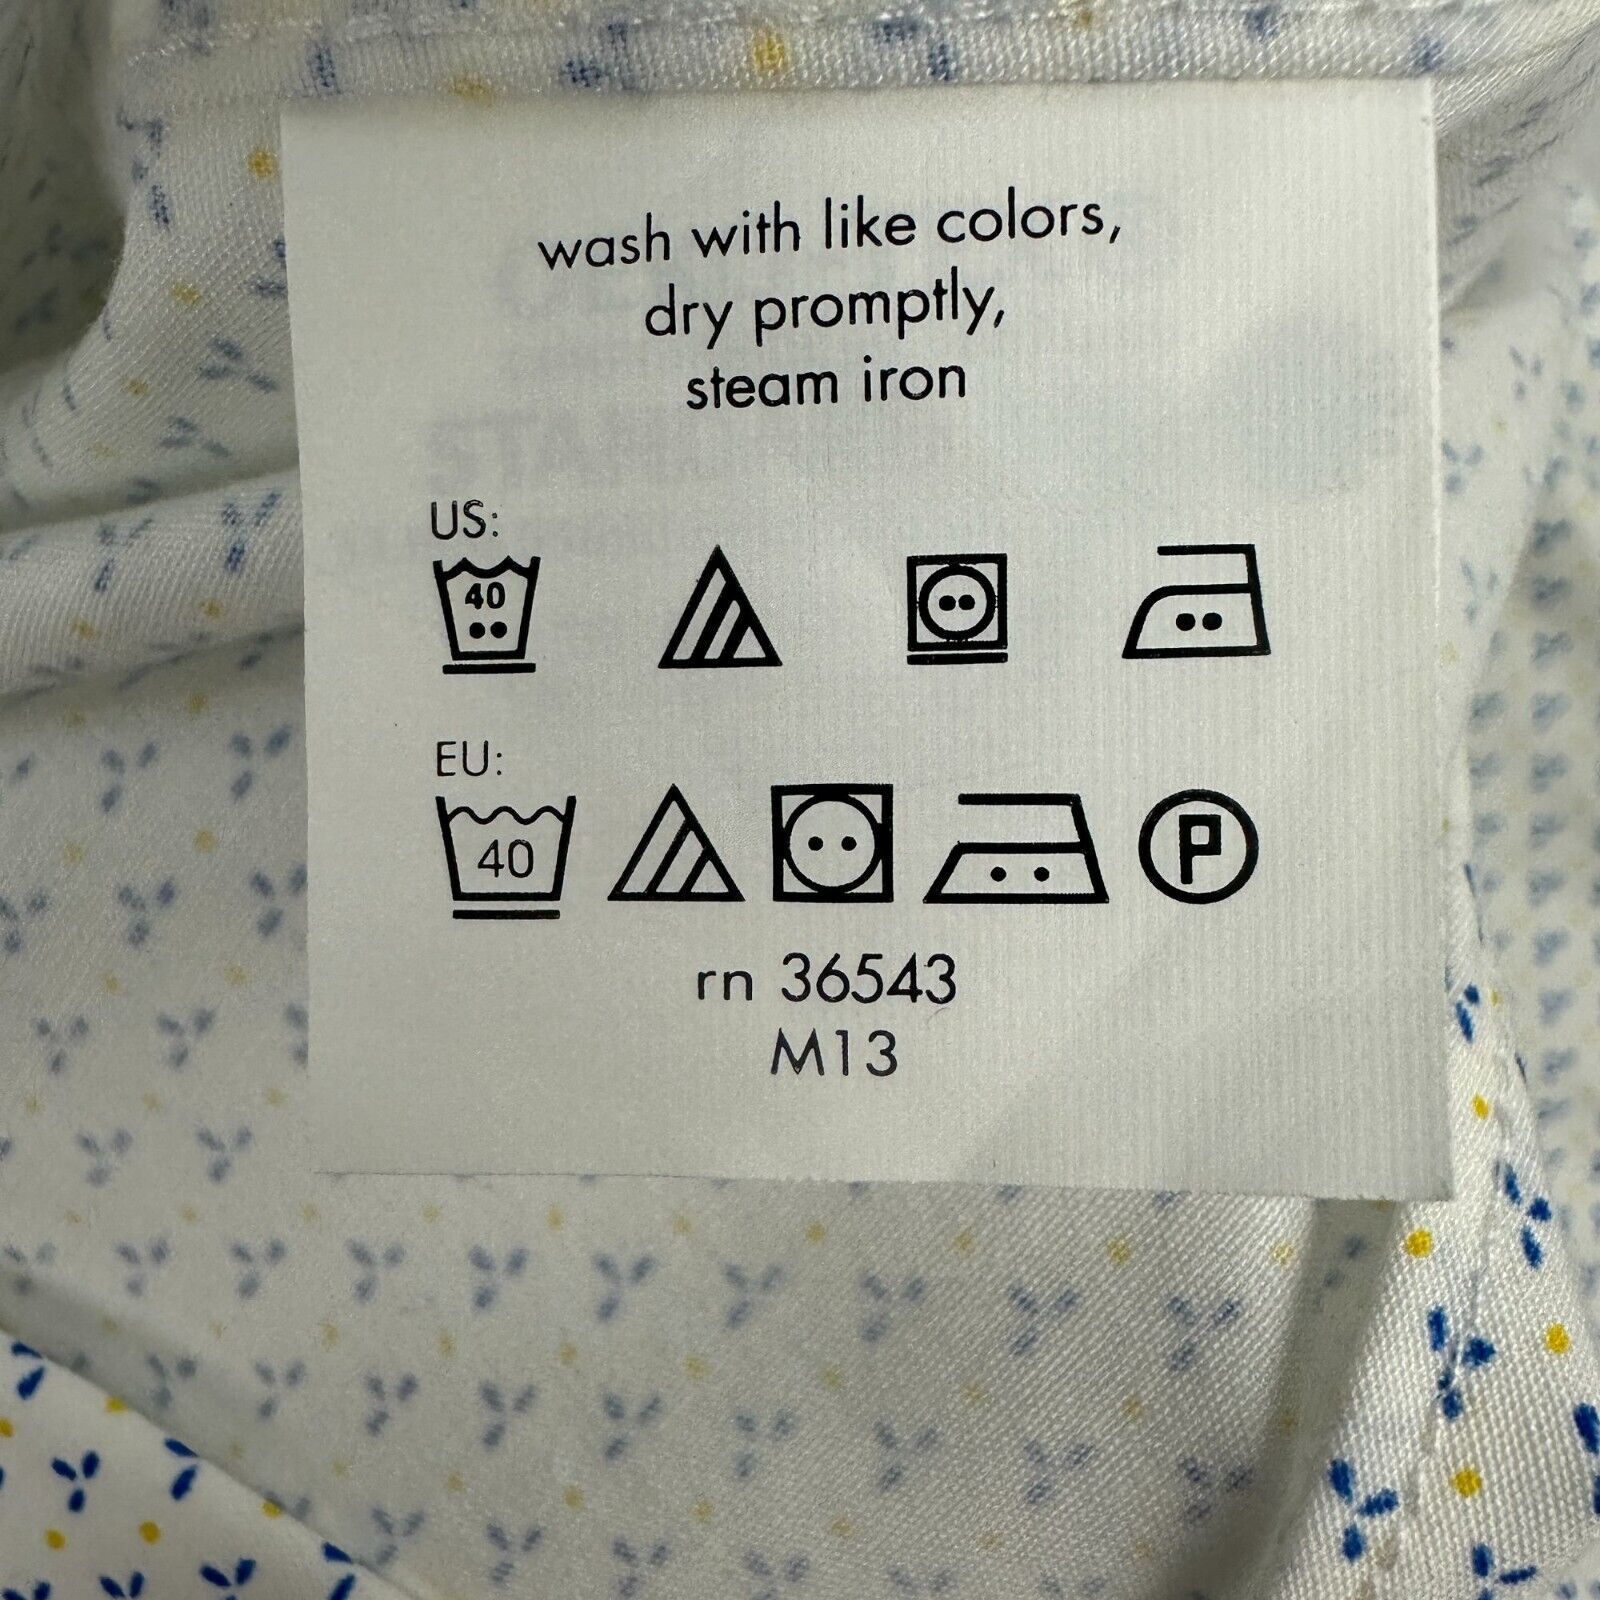 wash with like colors,
dry promptly,
steam iron
US:
40
EU:
40
P
rn 36543
M13